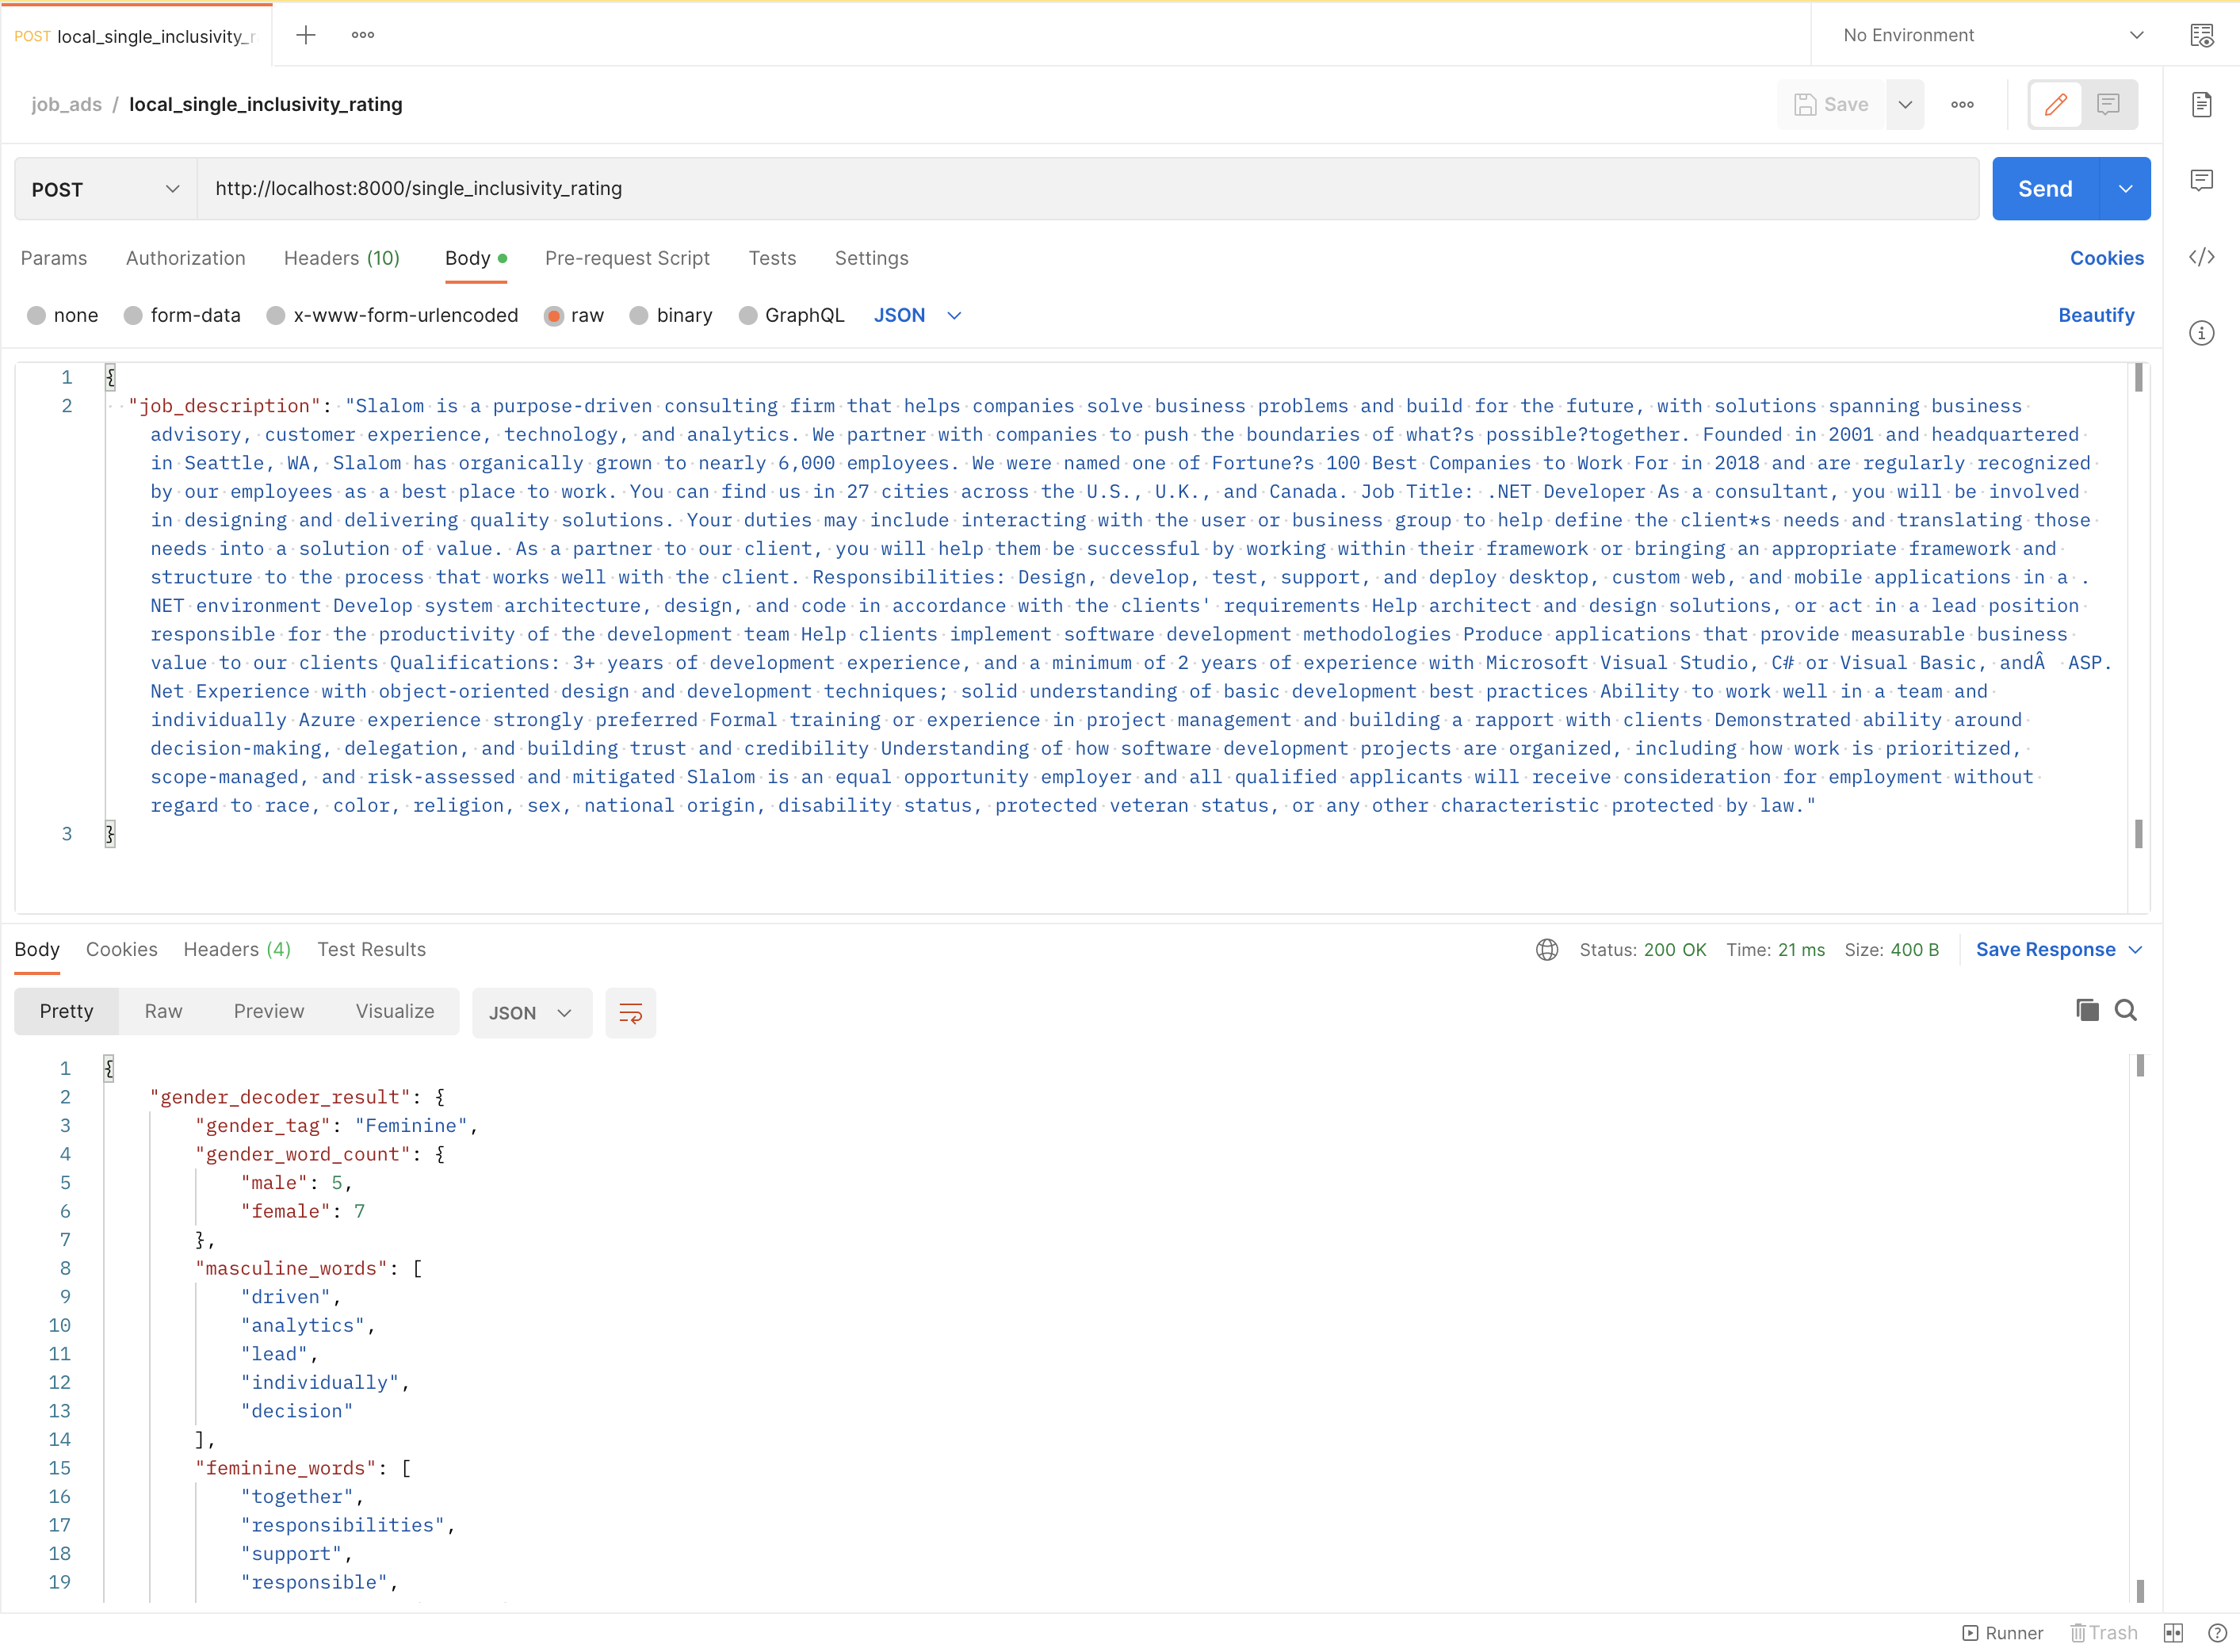 POST local_single_inclusivity_r
No Environment
job_ads / local_single_inclusivity_rating
Save
POST
http://localhost:8000/single_inclusivity_rating
Send
Params Authorization Headers (10) Body Pre-request Script Tests Settings Cookies
none form-data x-www-form-urlencoded raw binary GraphQL JSON Beautify
1 {
2 "job_description": "Slalom is a purpose-driven consulting firm that helps companies solve business problems and build for the future, with solutions spanning business
advisory, customer experience, technology, and analytics. We partner with companies to push the boundaries of what?s possible?together. Founded in 2001 and headquartered
in Seattle, WA, Slalom has organically grown to nearly 6,000 employees. We were named one of Fortune?s 100 Best Companies to Work For in 2018 and are regularly recognized
by our employees as a best place to work. You can find us in 27 cities across the U.S., U.K., and Canada. Job Title: .NET Developer As a consultant, you will be involved
in designing and delivering quality solutions. Your duties may include interacting with the user or business group to help define the client*s needs and translating those
needs into a solution of value. As a partner to our client, you will help them be successful by working within their framework or bringing an appropriate framework and
structure to the process that works well with the client. Responsibilities: Design, develop, test, support, and deploy desktop, custom web, and mobile applications in a .
NET environment Develop system architecture, design, and code in accordance with the clients' requirements Help architect and design solutions, or act in a lead position
responsible for the productivity of the development team Help clients implement software development methodologies Produce applications that provide measurable business
value to our clients Qualifications: 3+ years of development experience, and a minimum of 2 years of experience with Microsoft Visual Studio, C# or Visual Basic, andÂ  ASP.
Net Experience with object-oriented design and development techniques; solid understanding of basic development best practices Ability to work well in a team and
individually Azure experience strongly preferred Formal training or experience in project management and building a rapport with clients Demonstrated ability around
decision-making, delegation, and building trust and credibility Understanding of how software development projects are organized, including how work is prioritized,
scope-managed, and risk-assessed and mitigated Slalom is an equal opportunity employer and all qualified applicants will receive consideration for employment without
regard to race, color, religion, sex, national origin, disability status, protected veteran status, or any other characteristic protected by law."
3 }
Body Cookies Headers (4) Test Results Status: 200 OK Time: 21 ms Size: 400 B Save Response
Pretty Raw Preview Visualize JSON
1 {
2 "gender_decoder_result": {
3 "gender_tag": "Feminine",
4 "gender_word_count": {
5 "male": 5,
6 "female": 7
7 },
8 "masculine_words": [
9 "driven",
10 "analytics",
11 "lead",
12 "individually",
13 "decision"
14 ],
15 "feminine_words": [
16 "together",
17 "responsibilities",
18 "support",
19 "responsible",
Runner Trash